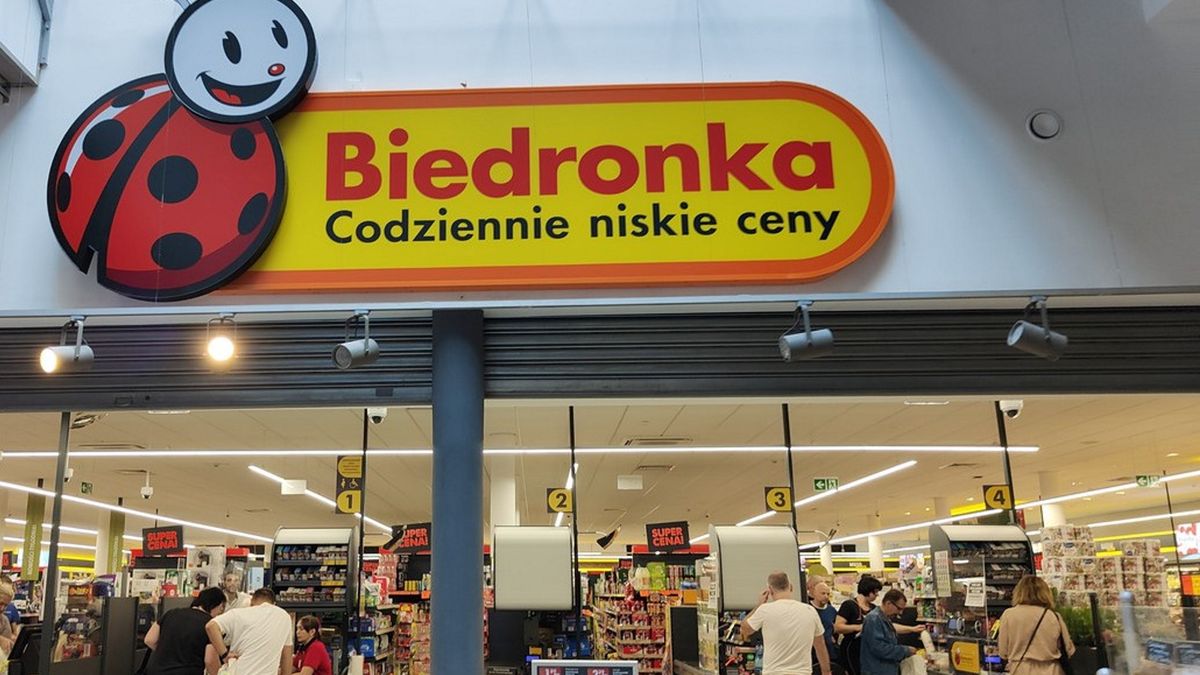 Biedronka
Codziennie niskie ceny
1
2
3
4
SUPER
CENA!
SUPER
CENA!
SUPER
CENA!